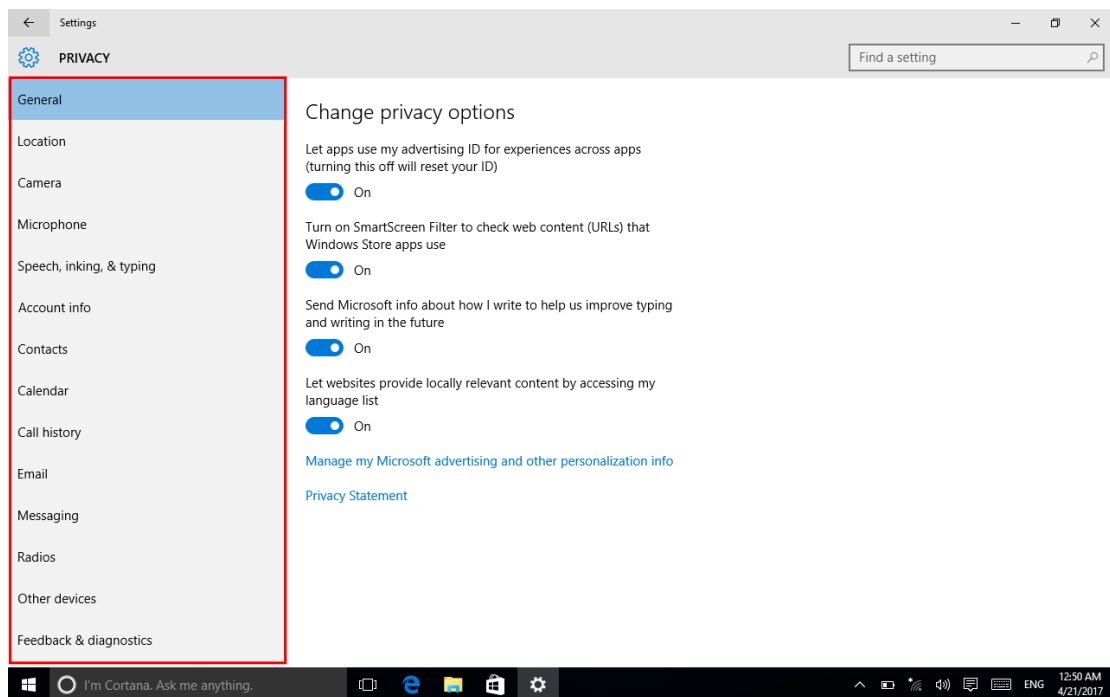 Settings
PRIVACY
Find a setting
General
Location
Camera
Microphone
Speech, inking, & typing
Account info
Contacts
Calendar
Call history
Email
Messaging
Radios
Other devices
Feedback & diagnostics
Change privacy options
Let apps use my advertising ID for experiences across apps
(turning this off will reset your ID)
On
Turn on SmartScreen Filter to check web content (URLs) that
Windows Store apps use
On
Send Microsoft info about how I write to help us improve typing
and writing in the future
On
Let websites provide locally relevant content by accessing my
language list
On
Manage my Microsoft advertising and other personalization info
Privacy Statement
I'm Cortana. Ask me anything.
ENG
12:50 AM
4/21/2017